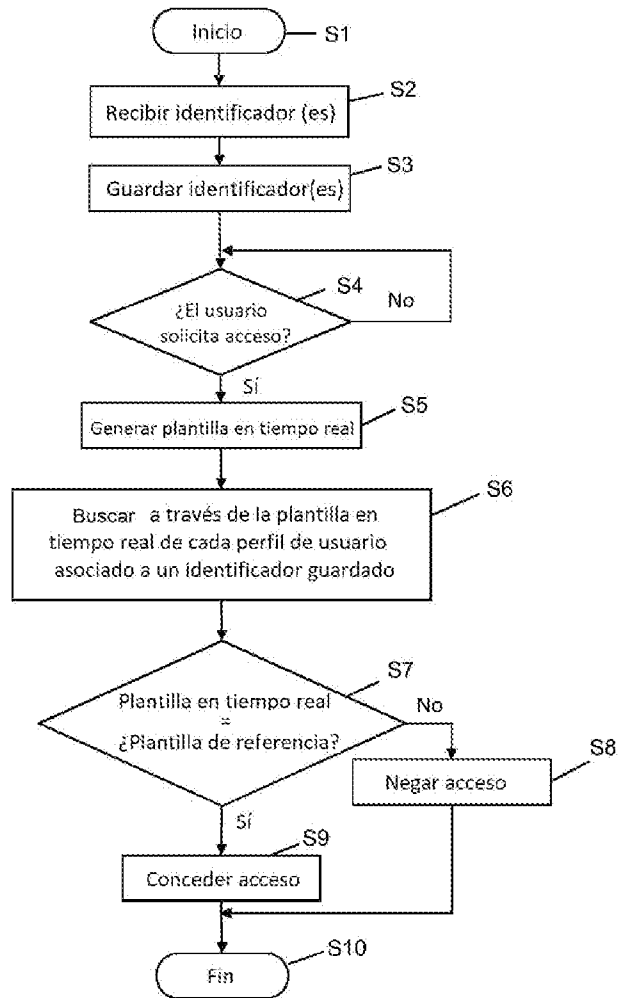 Inicio
S1
S2
Recibir identificador (es)
S3
Guardar identificador(es)
S4
¿El usuario
solicita acceso?
No
Sí
S5
Generar plantilla en tiempo real
S6
Buscar a través de la plantilla en
tiempo real de cada perfil de usuario
asociado a un identificador guardado
S7
Plantilla en tiempo real
=
¿Plantilla de referencia?
No
S8
Negar acceso
Sí
S9
Conceder acceso
S10
Fin